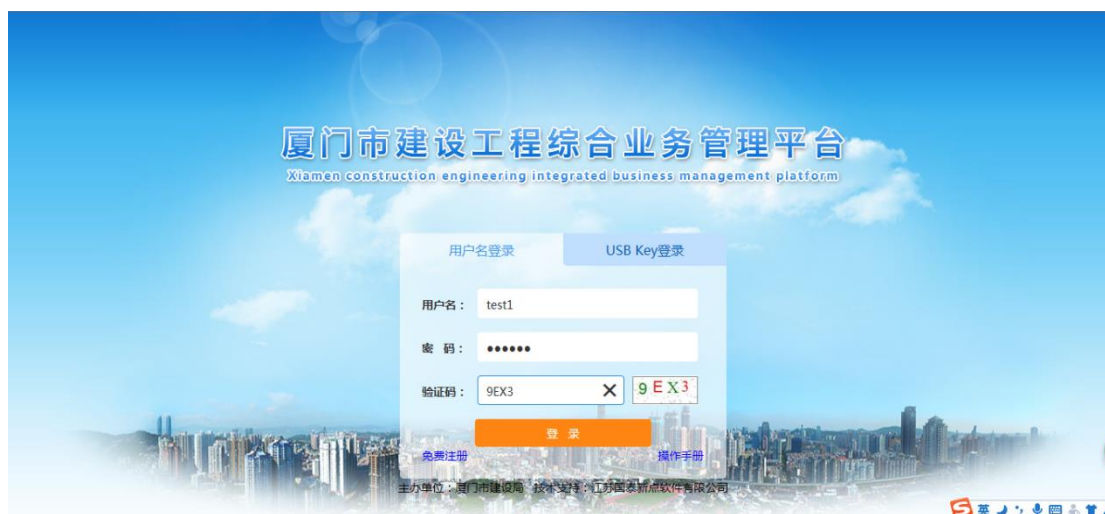 厦门市建设工程综合业务管理平台
Xiamen construction engineering integrated business management platform
用户名登录 USB Key登录
用户名： test1
密 码： ●●●●●●
验证码： 9EX3 9EX3
登 录
免费注册 操作手册
主办单位：厦门市建设局 技术支持：江苏国泰新点软件有限公司
英